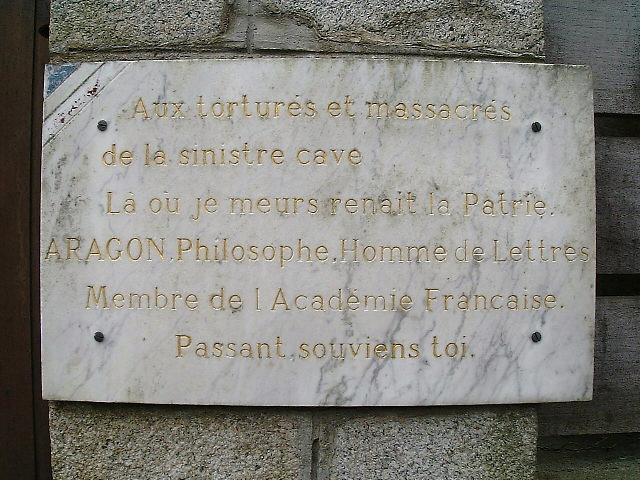 Aux torturés et massacrés
de la sinistre cave
Là où je meurs renait la Patrie.
ARAGON, Philosophe, Homme de Lettres
Membre de l Académie Francaise.
Passant, souviens toi.